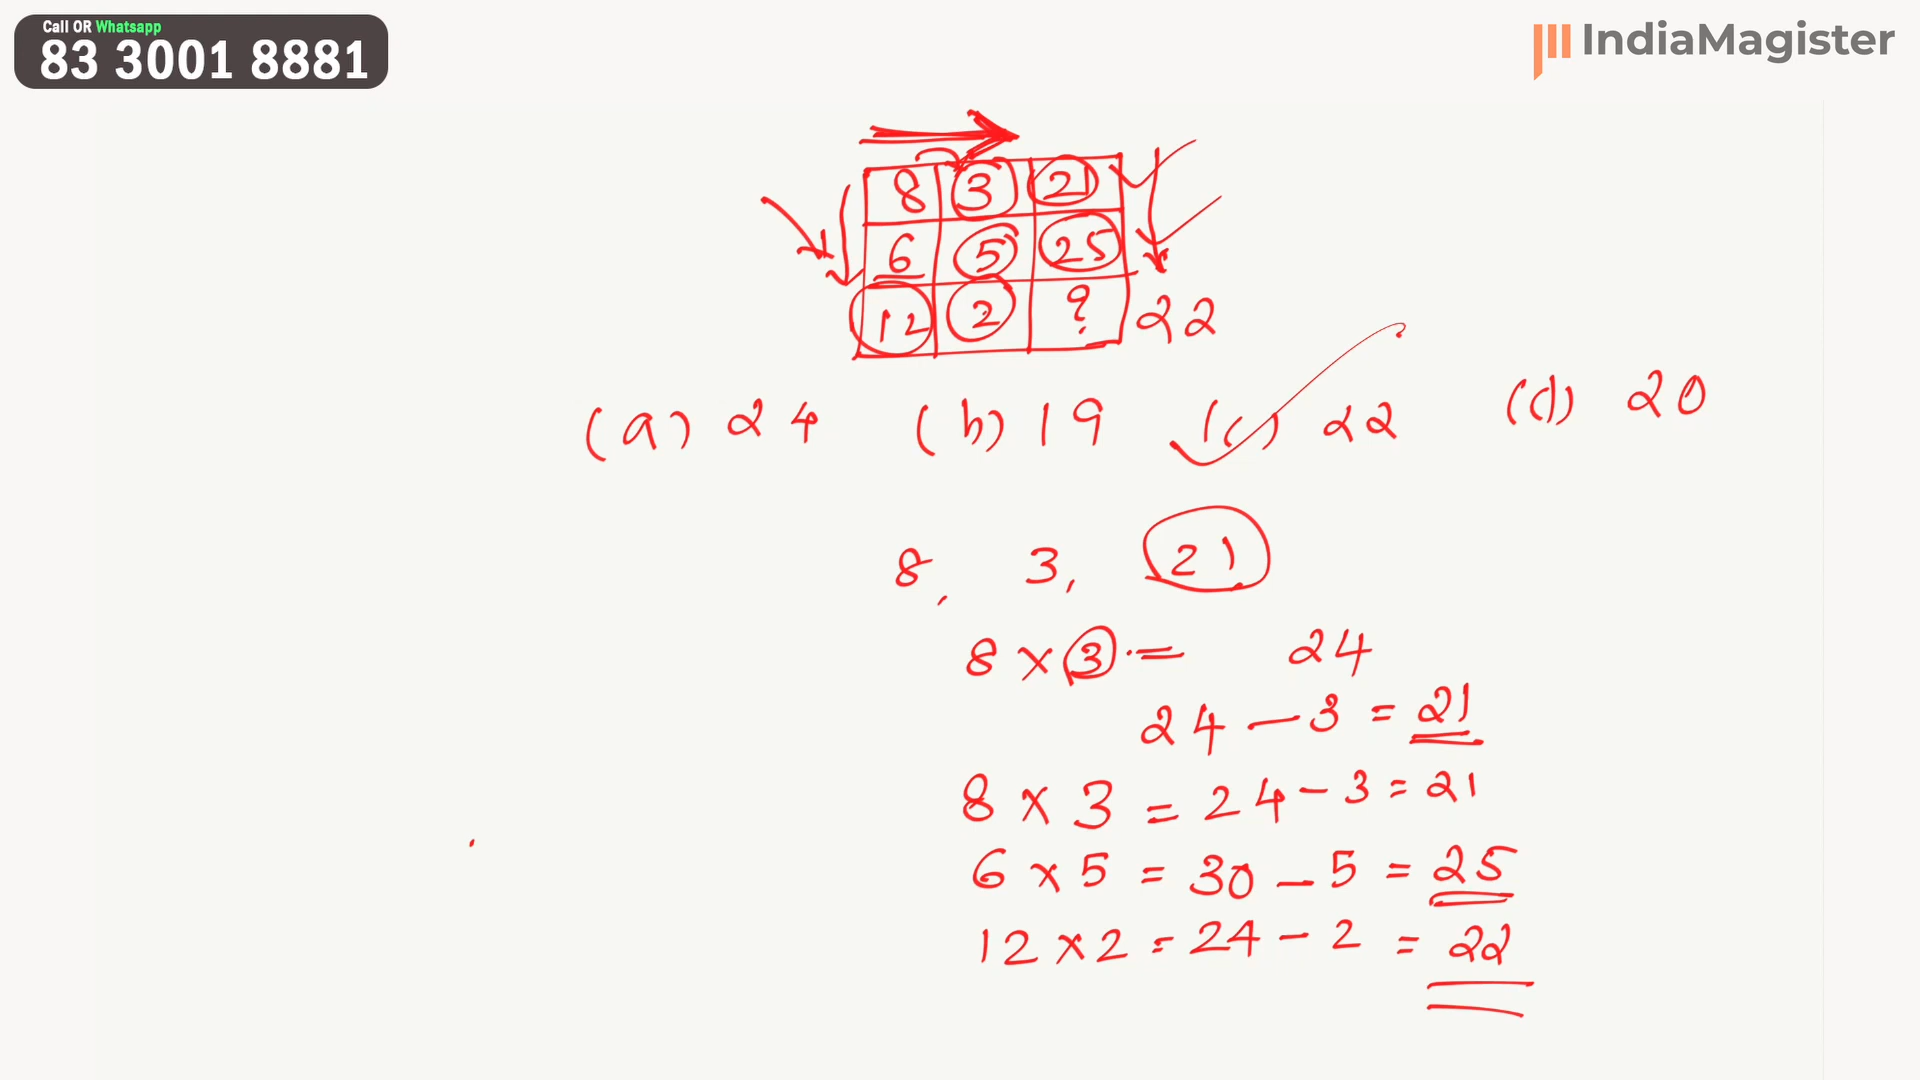 Call OR Whatsapp
83 3001 8881
IndiaMagister
8 3 21
6 5 25
12 2 ? 22
(a) 24 (b) 19 (c) 22 (d) 20
8, 3, 21
8 × 3 = 24
24 - 3 = 21
8 × 3 = 24 - 3 = 21
6 × 5 = 30 - 5 = 25
12 × 2 = 24 - 2 = 22